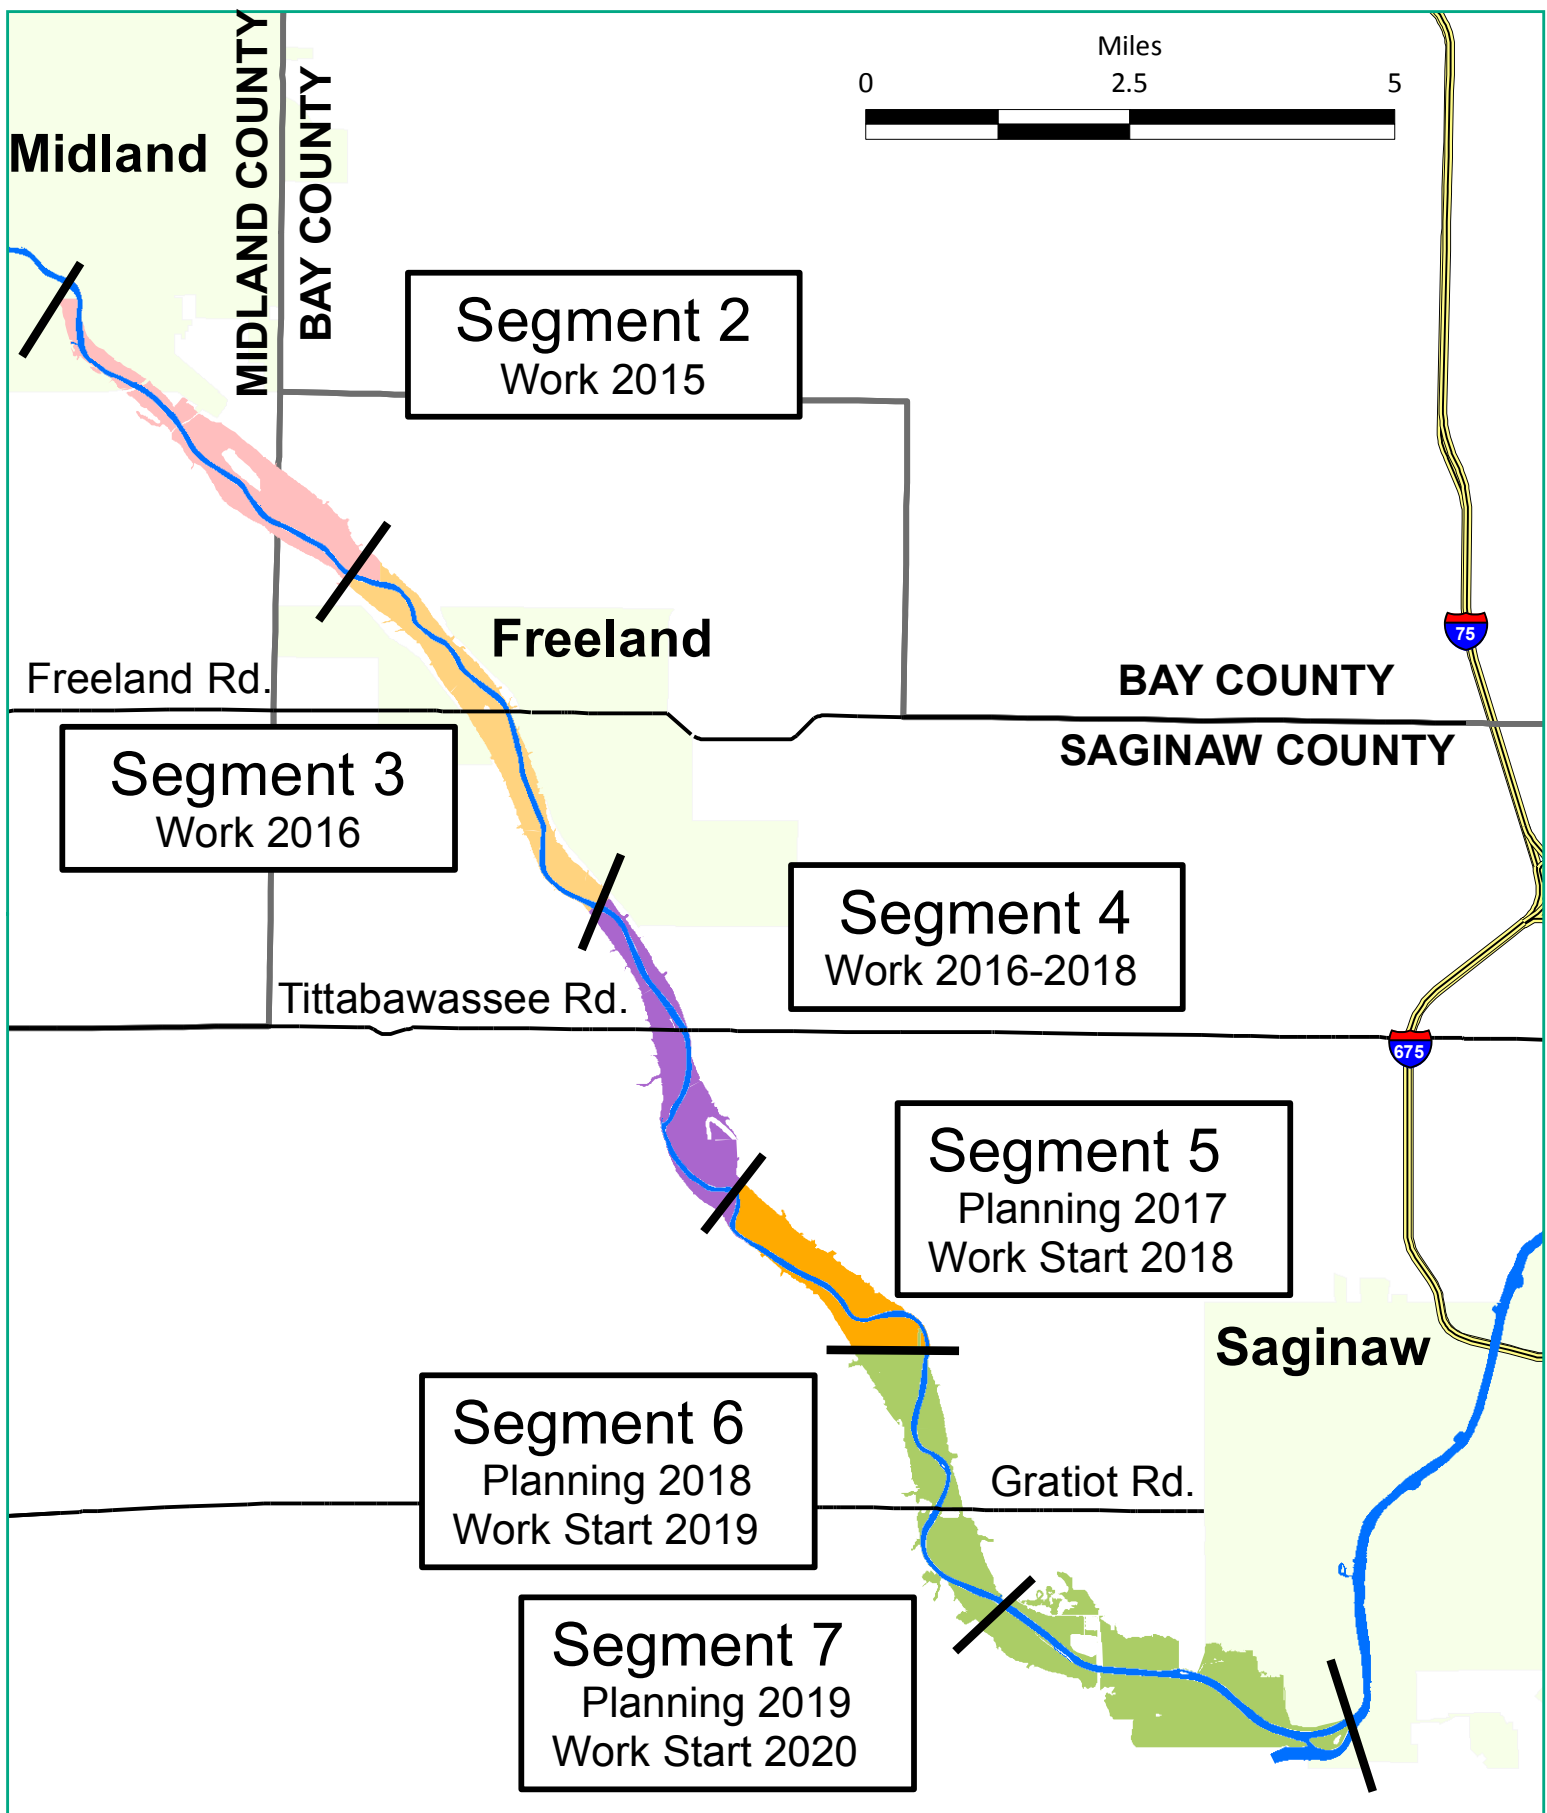 MIDLAND COUNTY
BAY COUNTY
Miles
0 2.5 5
Midland
Segment 2
Work 2015
Freeland
75
Freeland Rd.
BAY COUNTY
SAGINAW COUNTY
Segment 3
Work 2016
Segment 4
Work 2016-2018
Tittabawassee Rd.
675
Segment 5
Planning 2017
Work Start 2018
Saginaw
Segment 6
Planning 2018
Work Start 2019
Gratiot Rd.
Segment 7
Planning 2019
Work Start 2020